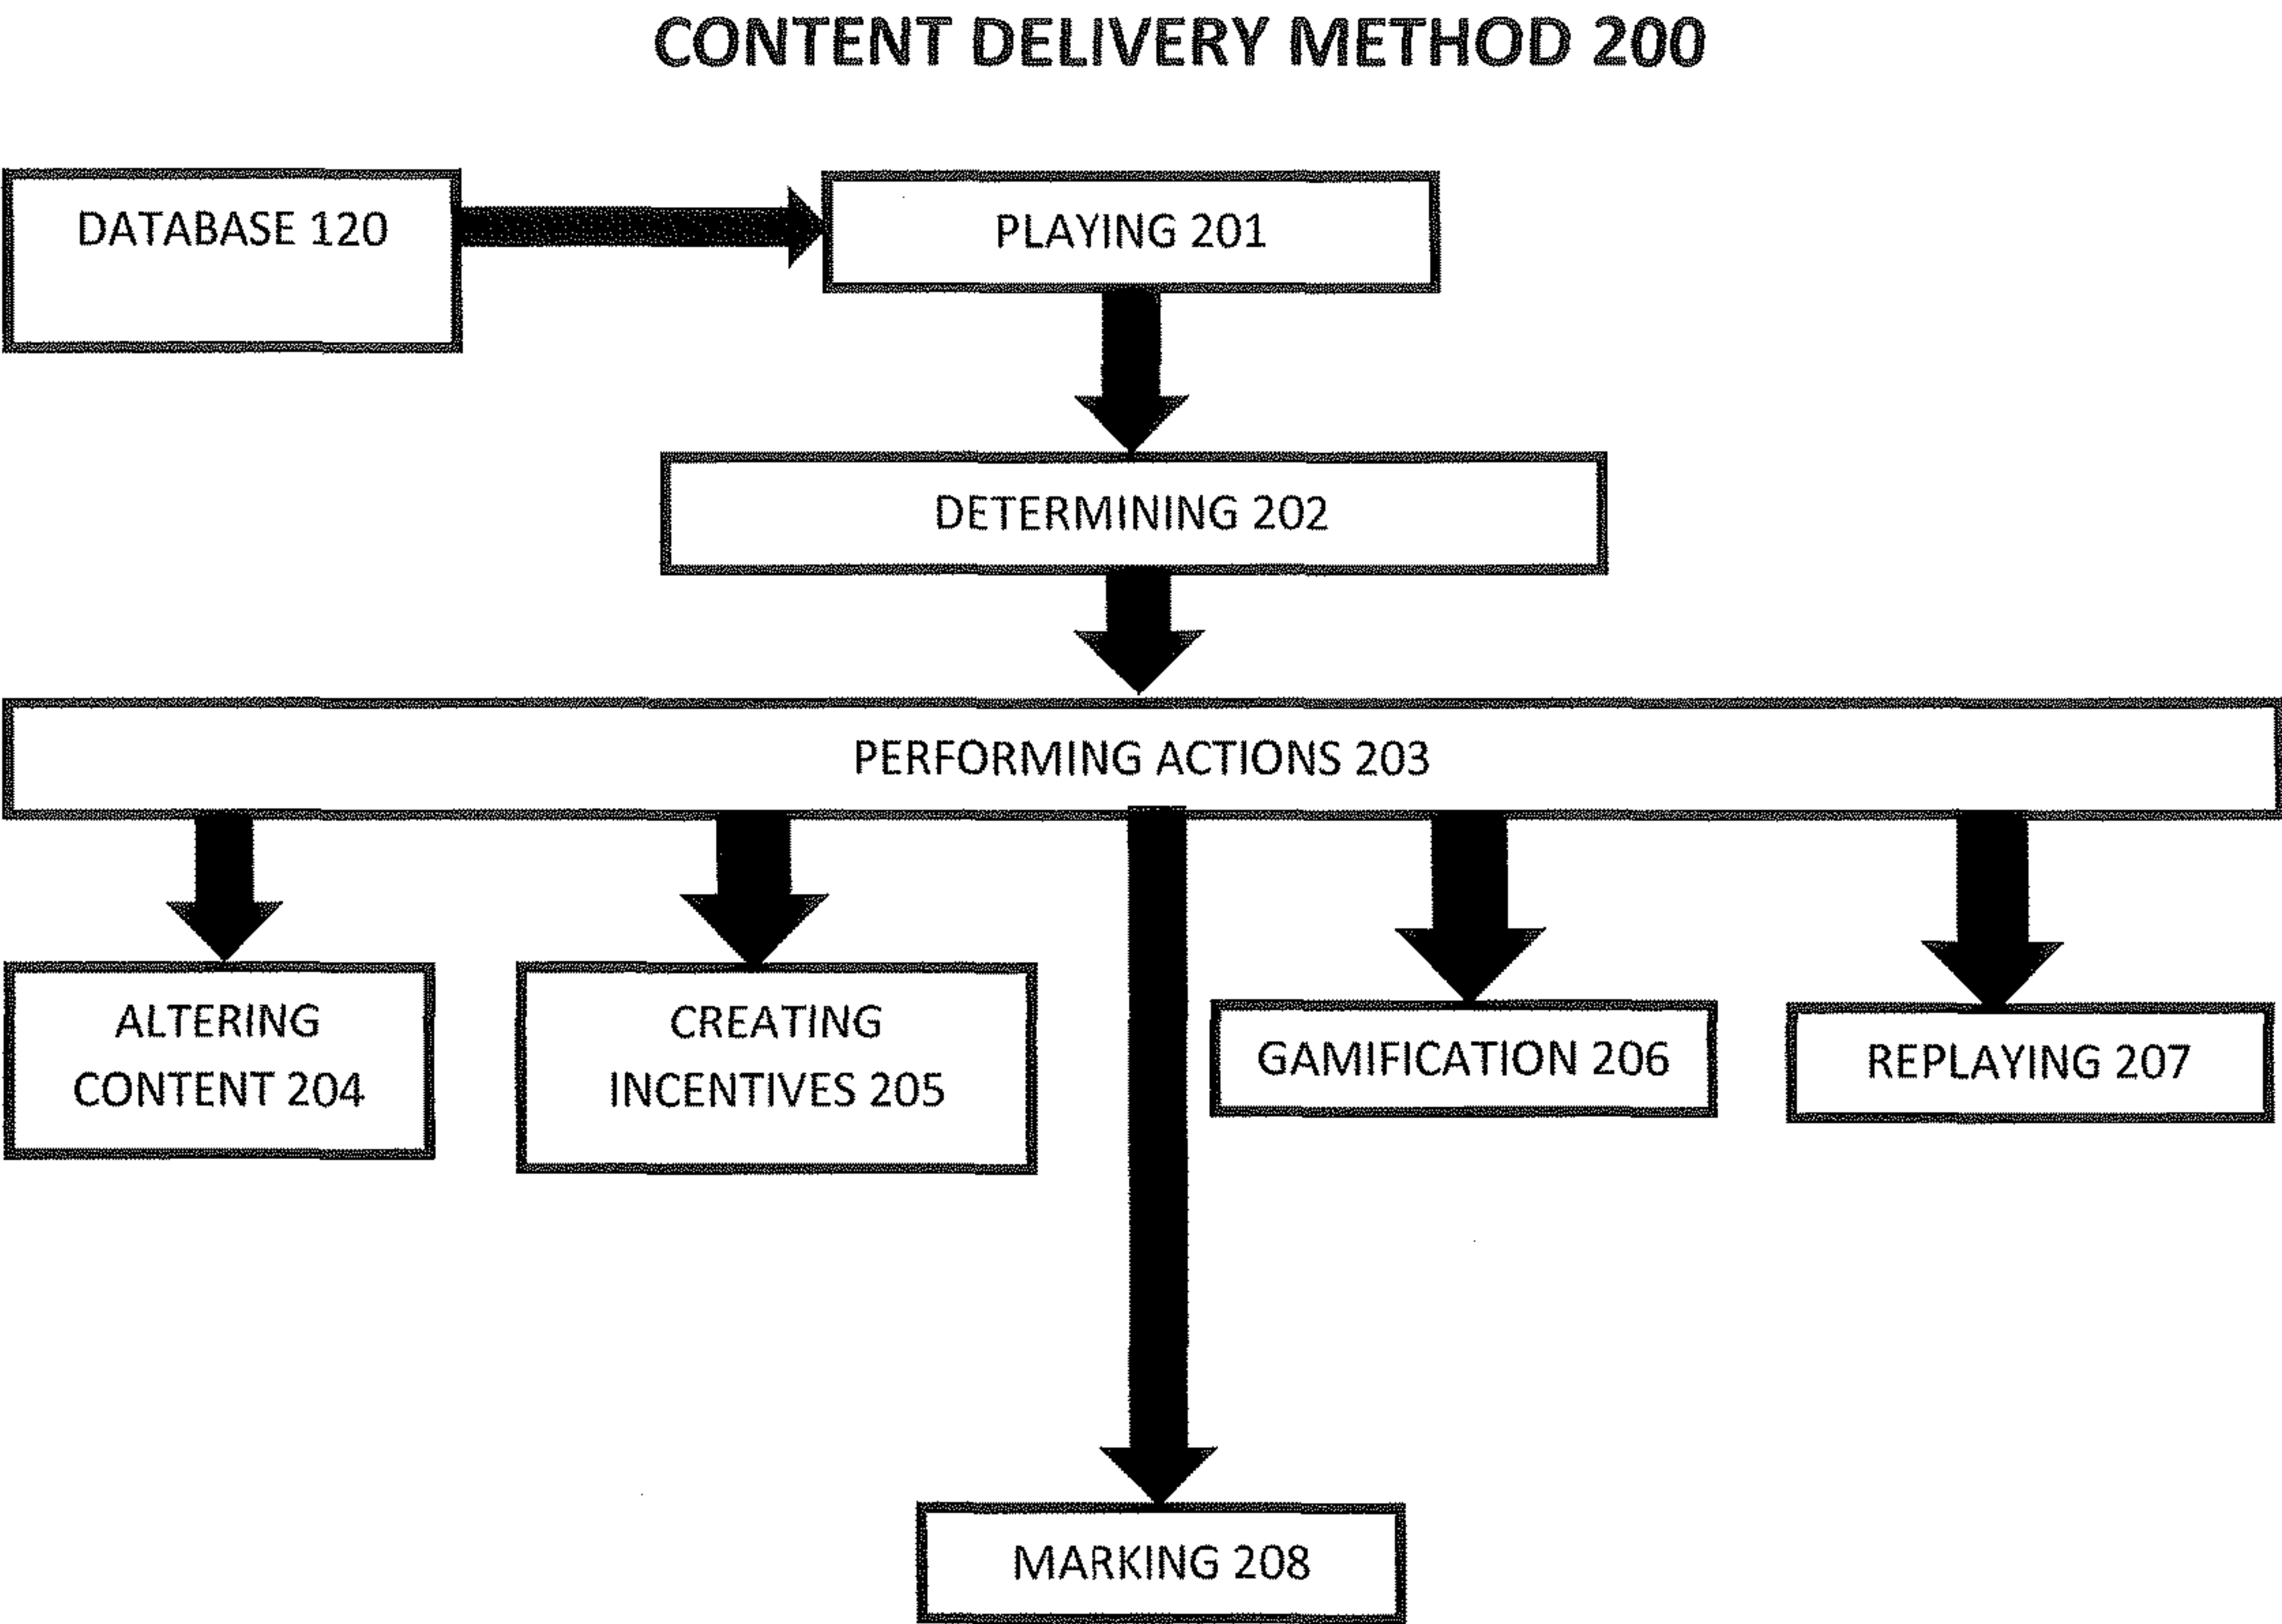 CONTENT DELIVERY METHOD 200
DATABASE 120
PLAYING 201
DETERMINING 202
PERFORMING ACTIONS 203
ALTERING
CONTENT 204
CREATING
INCENTIVES 205
GAMIFICATION 206
REPLAYING 207
MARKING 208